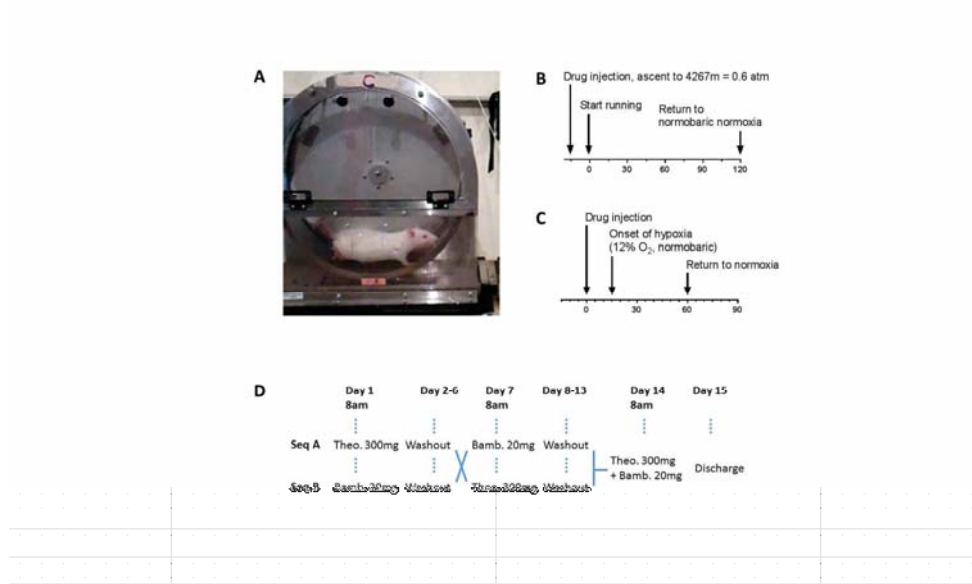 A
C
B
Drug injection, ascent to 4267m = 0.6 atm
Start running
Return to
normobaric normoxia
0 30 60 90 120
C
Drug injection
Onset of hypoxia
(12% O₂, normobaric)
Return to normoxia
0 30 60 90
D
Day 1 Day 2-6 Day 7 Day 8-13 Day 14 Day 15
8am 8am 8am
Seq A Theo. 300mg Washout Bamb. 20mg Washout
Theo. 300mg
+ Bamb. 20mg
Discharge